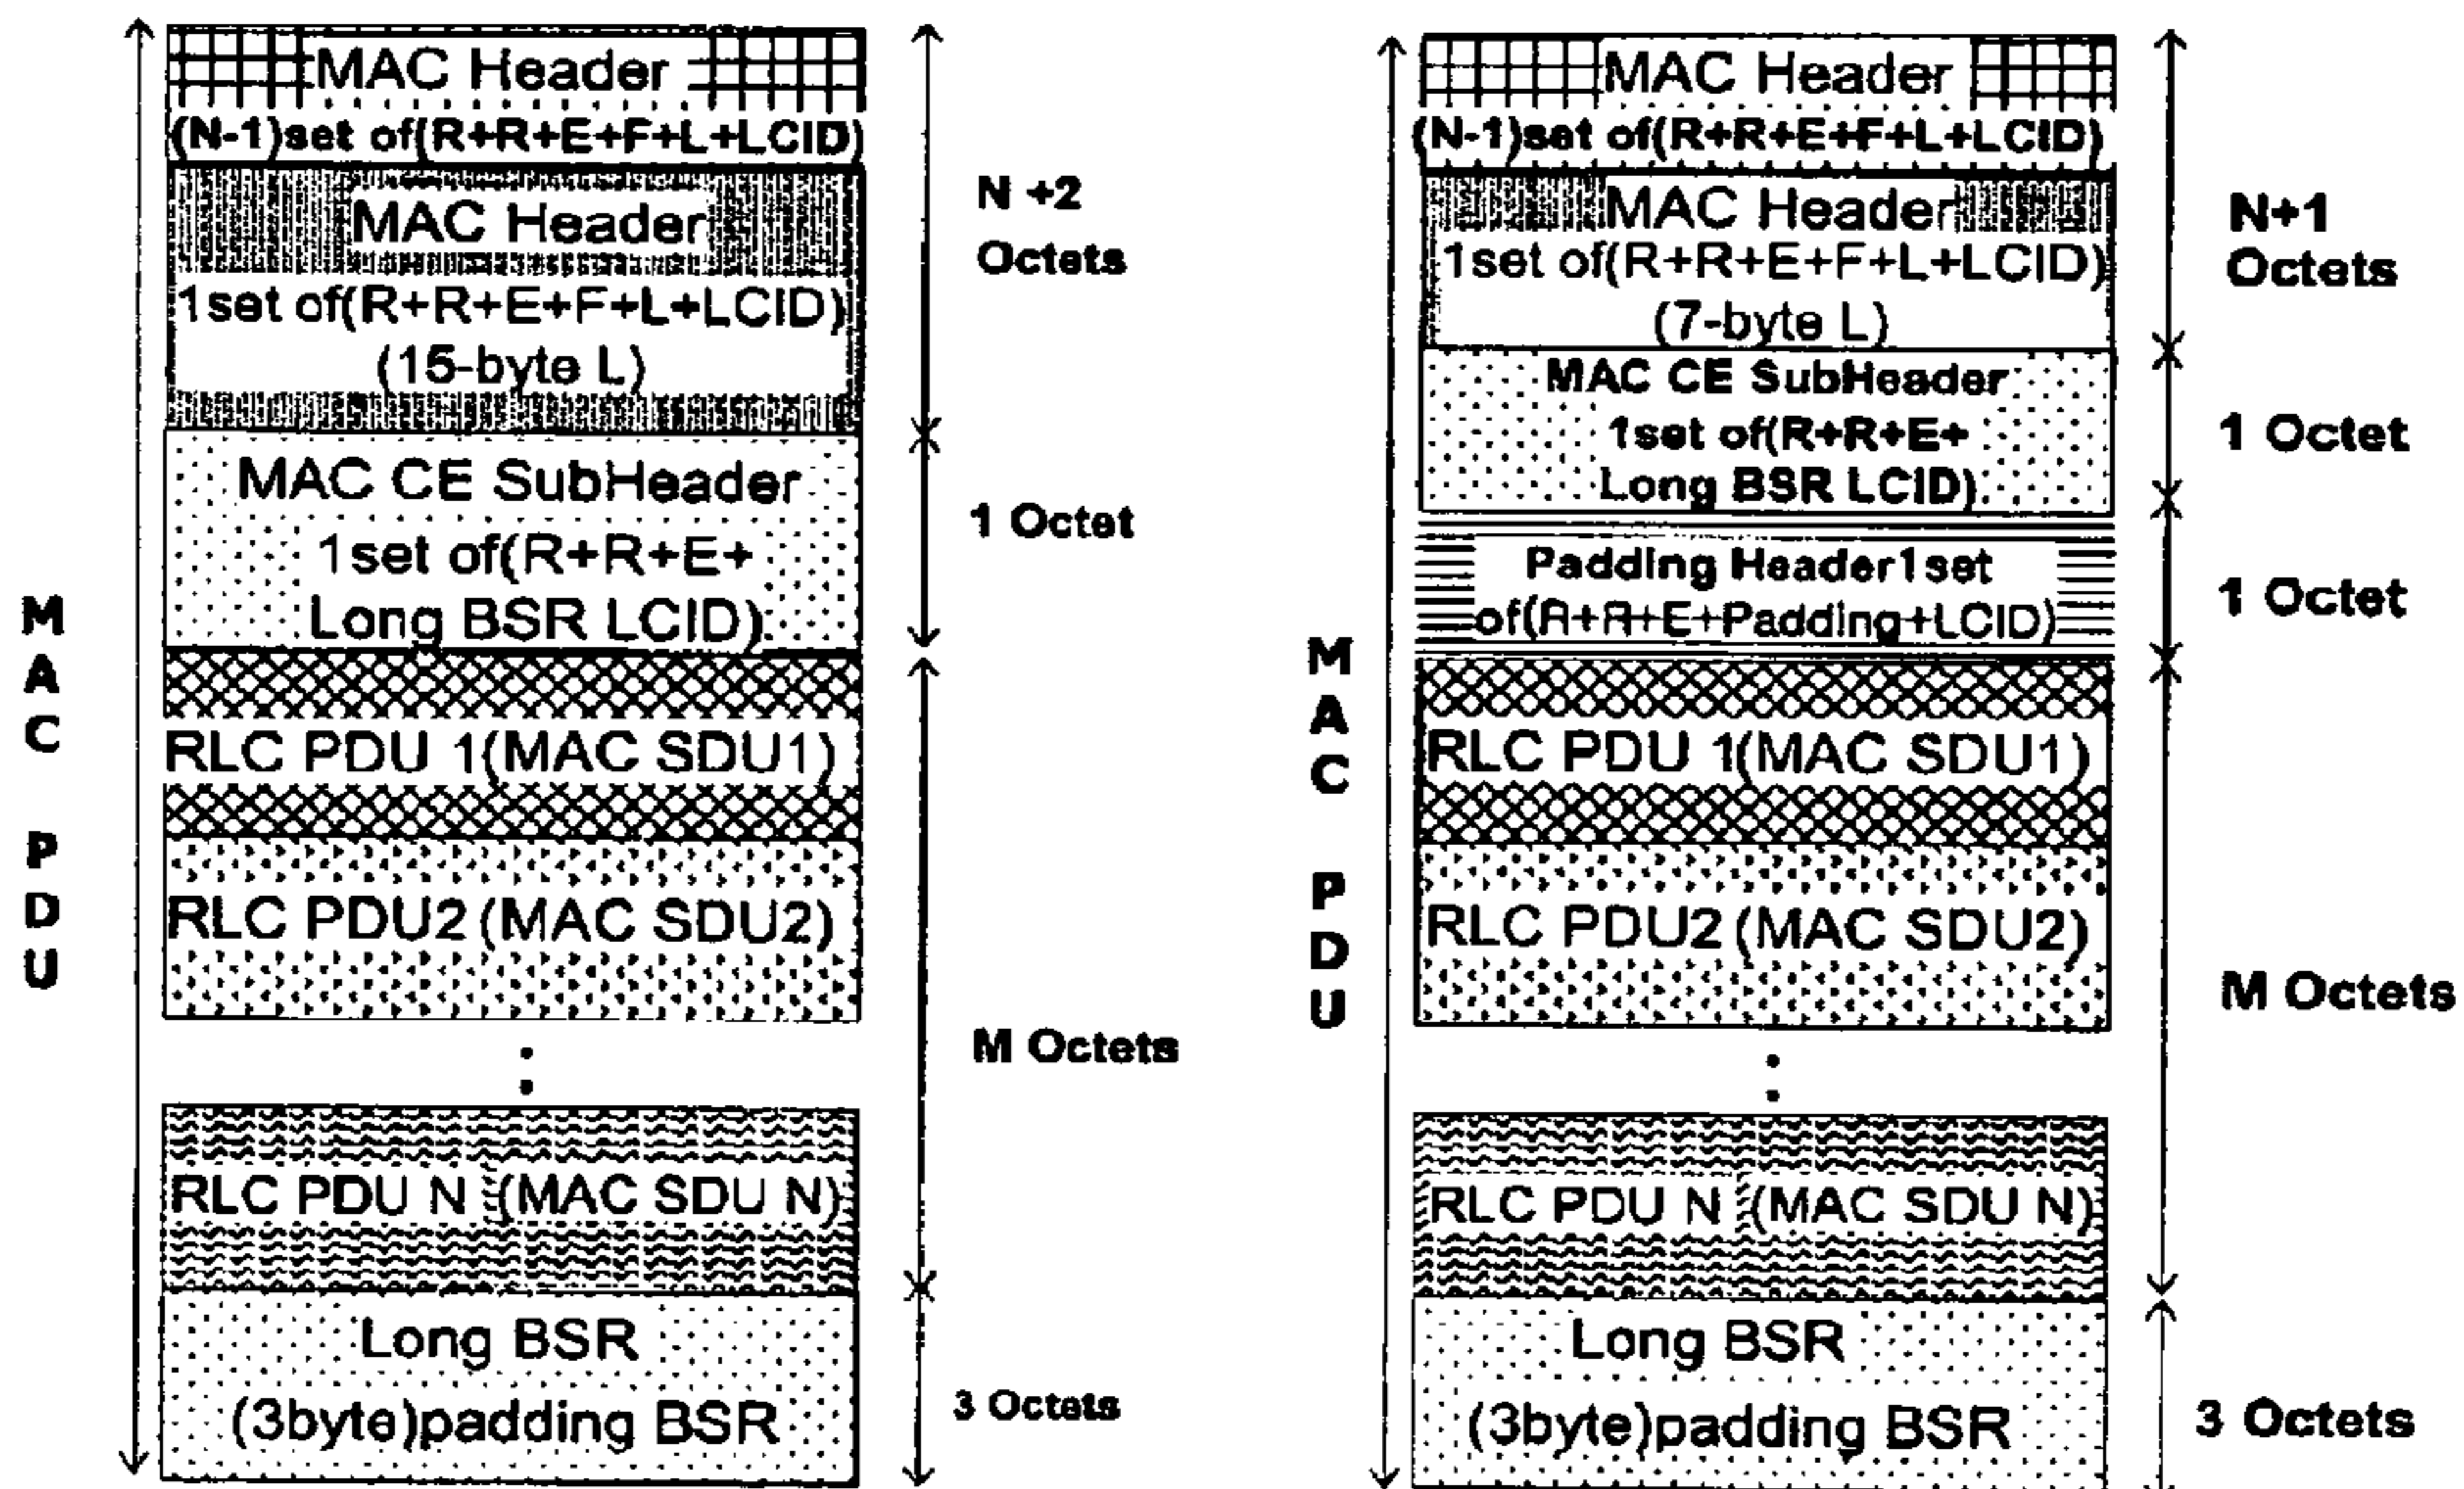 MAC Header
(N-1)set of(R+R+E+F+L+LCID)
MAC Header
1set of(R+R+E+F+L+LCID)
(15-byte L)
MAC CE SubHeader
1set of(R+R+E+
Long BSR LCID)
RLC PDU 1(MAC SDU1)
RLC PDU2 (MAC SDU2)
:
RLC PDU N (MAC SDU N)
Long BSR
(3byte)padding BSR
MAC PDU
N +2
Octets
1 Octet
M Octets
3 Octets
MAC Header
(N-1)set of(R+R+E+F+L+LCID)
MAC Header
1set of(R+R+E+F+L+LCID)
(7-byte L)
MAC CE SubHeader
1set of(R+R+E+
Long BSR LCID)
Padding Header1set
of(R+R+E+Padding+LCID)
RLC PDU 1(MAC SDU1)
RLC PDU2 (MAC SDU2)
:
RLC PDU N (MAC SDU N)
Long BSR
(3byte)padding BSR
MAC PDU
N+1
Octets
1 Octet
1 Octet
M Octets
3 Octets